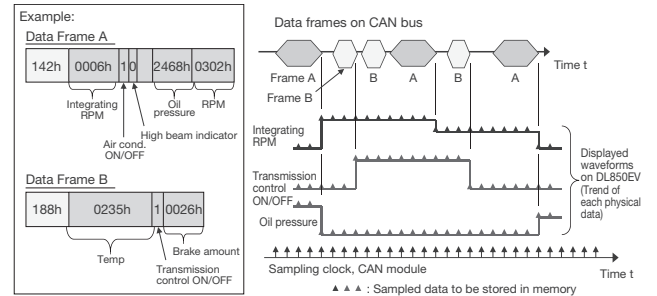 Example:
Data Frame A
142h 0006h 1 0 2468h 0302h
Integrating RPM
Oil pressure
RPM
High beam indicator
Air cond. ON/OFF
Data Frame B
188h 0235h 1 0026h
Temp
Brake amount
Transmission control ON/OFF
Data frames on CAN bus
Time t
Frame A B A B A
Frame B
Integrating RPM
Transmission control ON/OFF
Oil pressure
Displayed waveforms on DL850EV (Trend of each physical data)
Sampling clock, CAN module
Time t
: Sampled data to be stored in memory